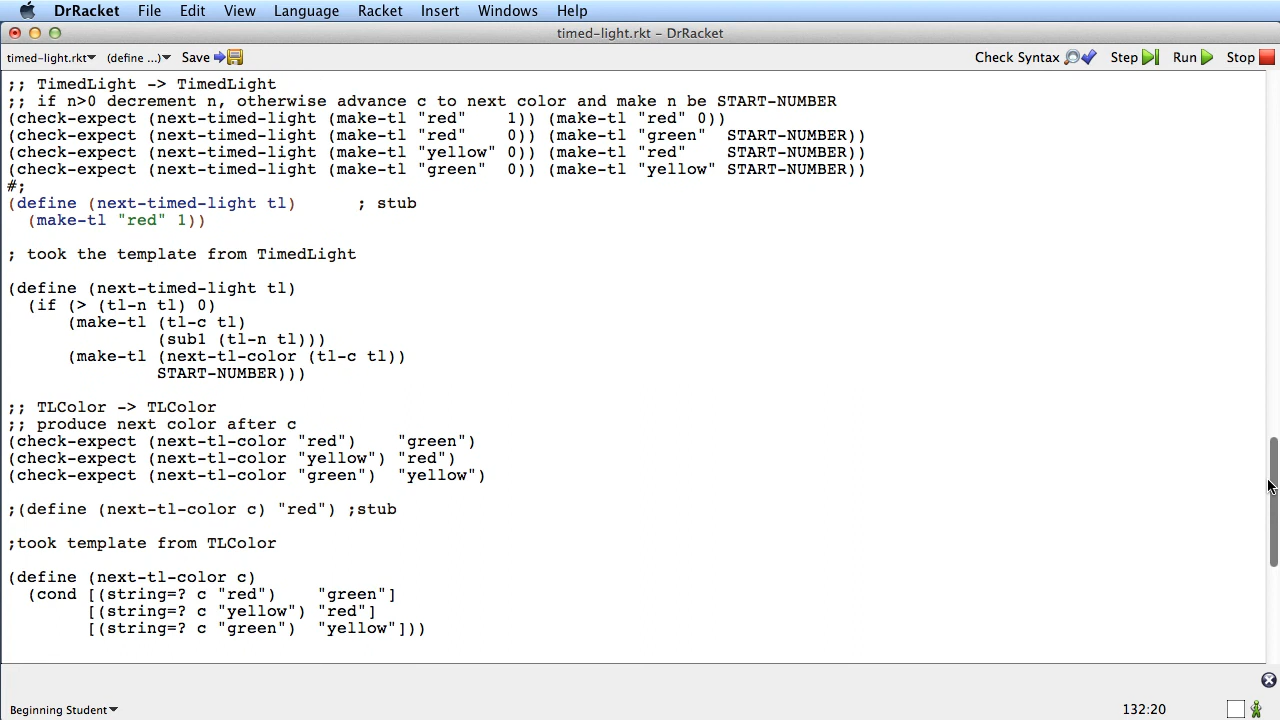 DrRacket File Edit View Language Racket Insert Windows Help
timed-light.rkt - DrRacket
timed-light.rkt (define ...) Save Check Syntax Step Run Stop
;; TimedLight -> TimedLight
;; if n>0 decrement n, otherwise advance c to next color and make n be START-NUMBER
(check-expect (next-timed-light (make-tl "red"    1)) (make-tl "red" 0))
(check-expect (next-timed-light (make-tl "red"    0)) (make-tl "green"  START-NUMBER))
(check-expect (next-timed-light (make-tl "yellow" 0)) (make-tl "red"    START-NUMBER))
(check-expect (next-timed-light (make-tl "green"  0)) (make-tl "yellow" START-NUMBER))
#;
(define (next-timed-light tl)      ; stub
  (make-tl "red" 1))
; took the template from TimedLight
(define (next-timed-light tl)
  (if (> (tl-n tl) 0)
      (make-tl (tl-c tl)
               (sub1 (tl-n tl)))
      (make-tl (next-tl-color (tl-c tl))
               START-NUMBER)))
;; TLColor -> TLColor
;; produce next color after c
(check-expect (next-tl-color "red")    "green")
(check-expect (next-tl-color "yellow") "red")
(check-expect (next-tl-color "green")  "yellow")
;(define (next-tl-color c) "red") ;stub
;took template from TLColor
(define (next-tl-color c)
  (cond [(string=? c "red")    "green"]
        [(string=? c "yellow") "red"]
        [(string=? c "green")  "yellow"]))
Beginning Student 132:20